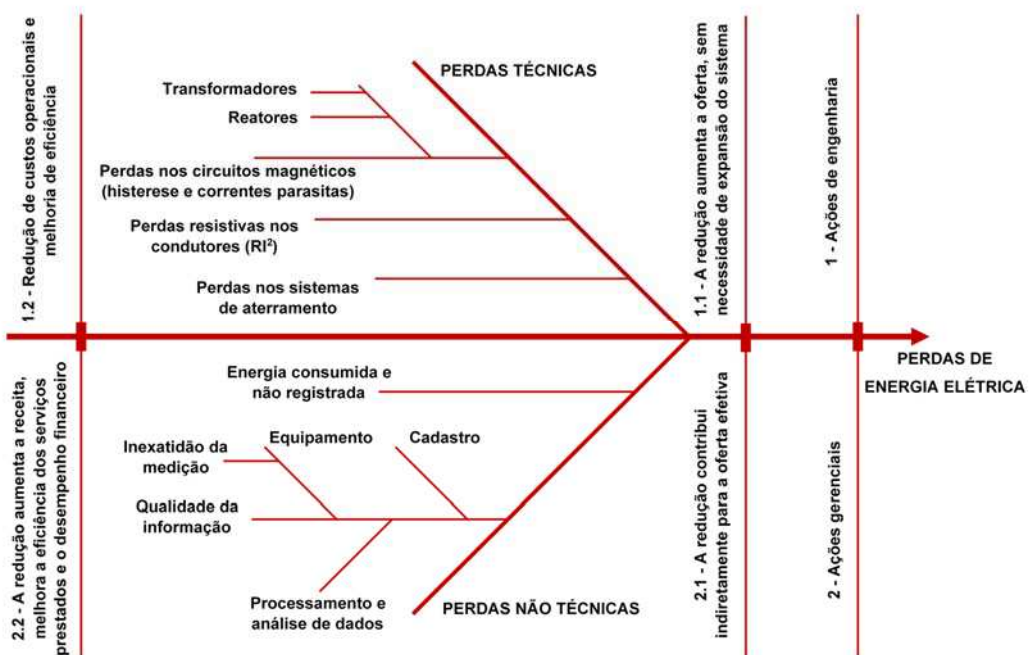 1.2 - Redução de custos operacionais e
melhoria de eficiência
PERDAS TÉCNICAS
Transformadores
Reatores
Perdas nos circuitos magnéticos
(histerese e correntes parasitas)
Perdas resistivas nos
condutores (RI²)
Perdas nos sistemas
de aterramento
1.1 - A redução aumenta a oferta, sem
necessidade de expansão do sistema
1 - Ações de engenharia
PERDAS DE
ENERGIA ELÉTRICA
2.2 - A redução aumenta a receita,
melhora a eficiência dos serviços
prestados e o desempenho financeiro
Energia consumida e
não registrada
Equipamento
Cadastro
Inexatidão da
medição
Qualidade da
informação
Processamento e
análise de dados
PERDAS NÃO TÉCNICAS
2.1 - A redução contribui
indiretamente para a oferta efetiva
2 - Ações gerenciais